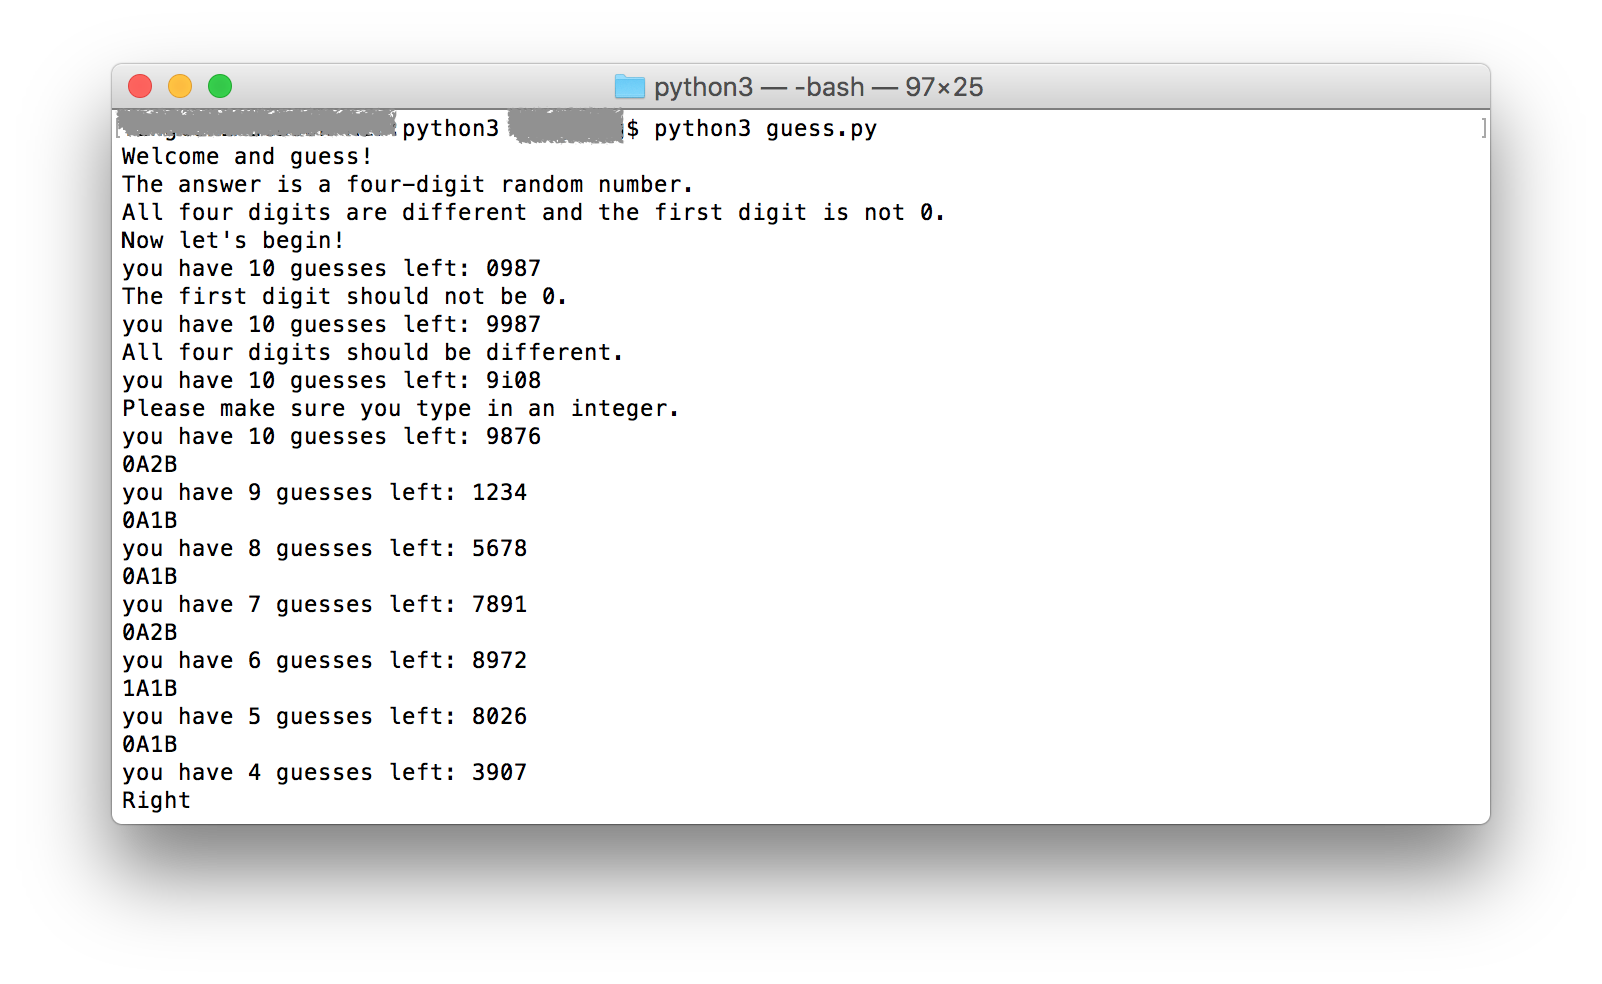 python3 — -bash — 97×25
python3 $ python3 guess.py
Welcome and guess!
The answer is a four-digit random number.
All four digits are different and the first digit is not 0.
Now let's begin!
you have 10 guesses left: 0987
The first digit should not be 0.
you have 10 guesses left: 9987
All four digits should be different.
you have 10 guesses left: 9i08
Please make sure you type in an integer.
you have 10 guesses left: 9876
0A2B
you have 9 guesses left: 1234
0A1B
you have 8 guesses left: 5678
0A1B
you have 7 guesses left: 7891
0A2B
you have 6 guesses left: 8972
1A1B
you have 5 guesses left: 8026
0A1B
you have 4 guesses left: 3907
Right